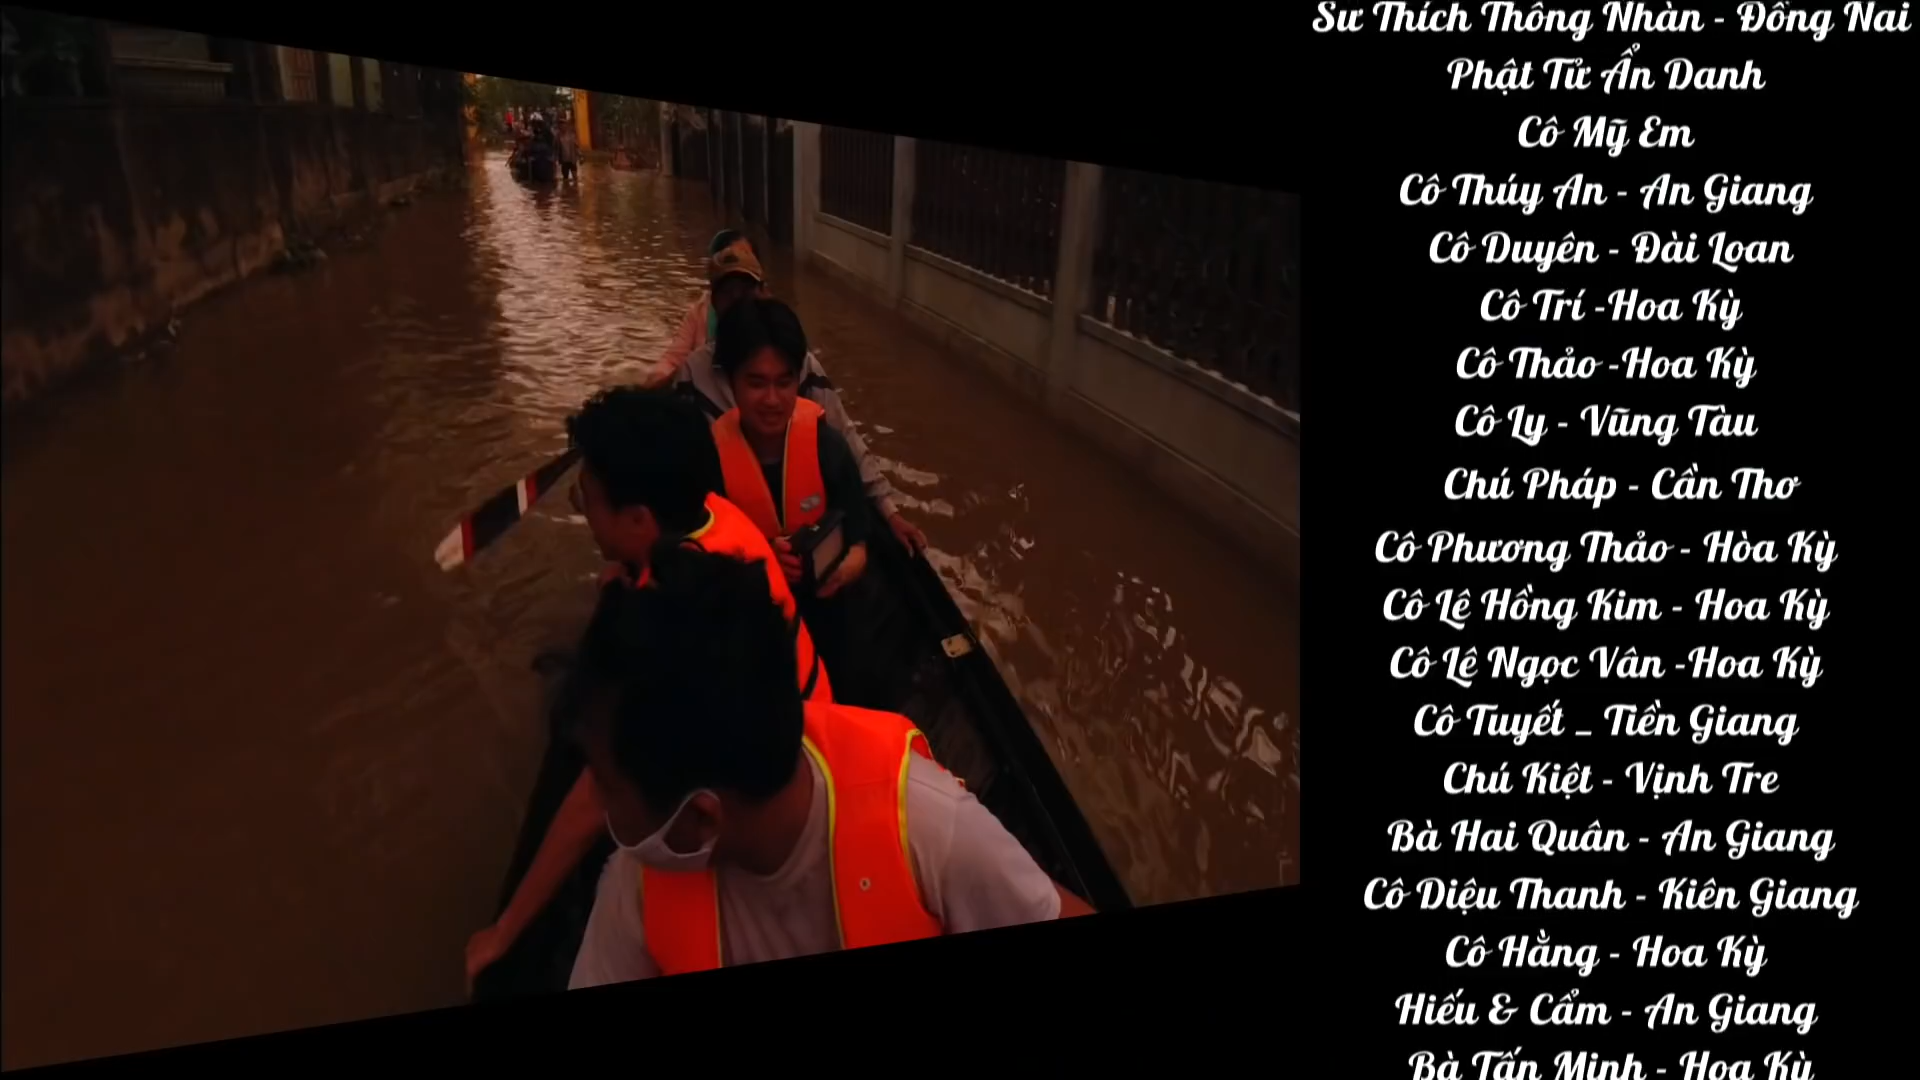 Sư Thích Thông Nhàn - Đồng Nai
Phật Tử Ẩn Danh
Cô Mỹ Em
Cô Thúy An - An Giang
Cô Duyên - Đài Loan
Cô Trí -Hoa Kỳ
Cô Thảo -Hoa Kỳ
Cô Ly - Vũng Tàu
Chú Pháp - Cần Thơ
Cô Phương Thảo - Hòa Kỳ
Cô Lê Hồng Kim - Hoa Kỳ
Cô Lê Ngọc Vân -Hoa Kỳ
Cô Tuyết _ Tiền Giang
Chú Kiệt - Vịnh Tre
Bà Hai Quân - An Giang
Cô Diệu Thanh - Kiên Giang
Cô Hằng - Hoa Kỳ
Hiếu & Cẩm - An Giang
Bà Tấn Minh - Hoa Kỳ